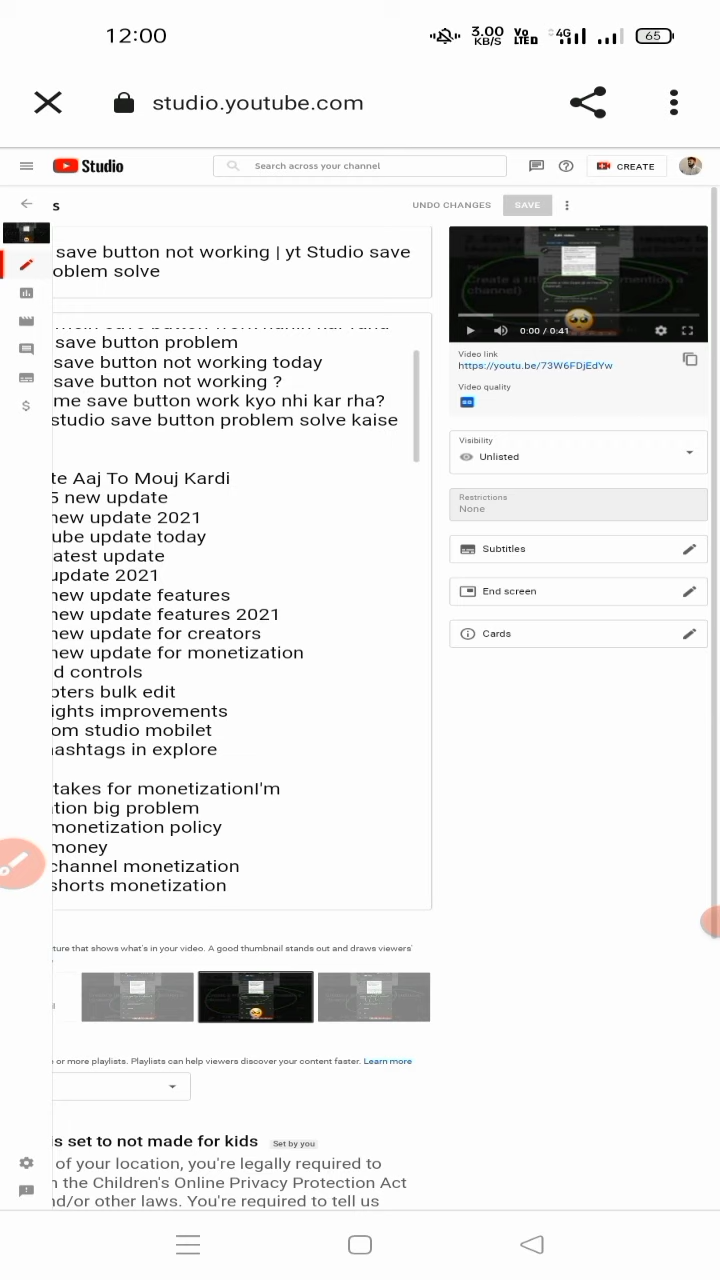 12:00
3.00 KB/S
Vo LTE
4G
65
studio.youtube.com
Studio
Search across your channel
CREATE
s
UNDO CHANGES
SAVE
save button not working | yt Studio save
oblem solve
save button problem
save button not working today
save button not working ?
me save button work kyo nhi kar rha?
studio save button problem solve kaise
te Aaj To Mouj Kardi
5 new update
new update 2021
ube update today
atest update
update 2021
new update features
new update features 2021
new update for creators
new update for monetization
d controls
pters bulk edit
ights improvements
om studio mobilet
hashtags in explore
takes for monetizationI'm
tion big problem
monetization policy
money
channel monetization
shorts monetization
0:00 / 0:41
Video link
https://youtu.be/73W6FDjEdYw
Video quality
Visibility
Unlisted
Restrictions
None
Subtitles
End screen
Cards
ture that shows what's in your video. A good thumbnail stands out and draws viewers'
or more playlists. Playlists can help viewers discover your content faster. Learn more
s set to not made for kids Set by you
of your location, you're legally required to
n the Children's Online Privacy Protection Act
nd/or other laws. You're required to tell us